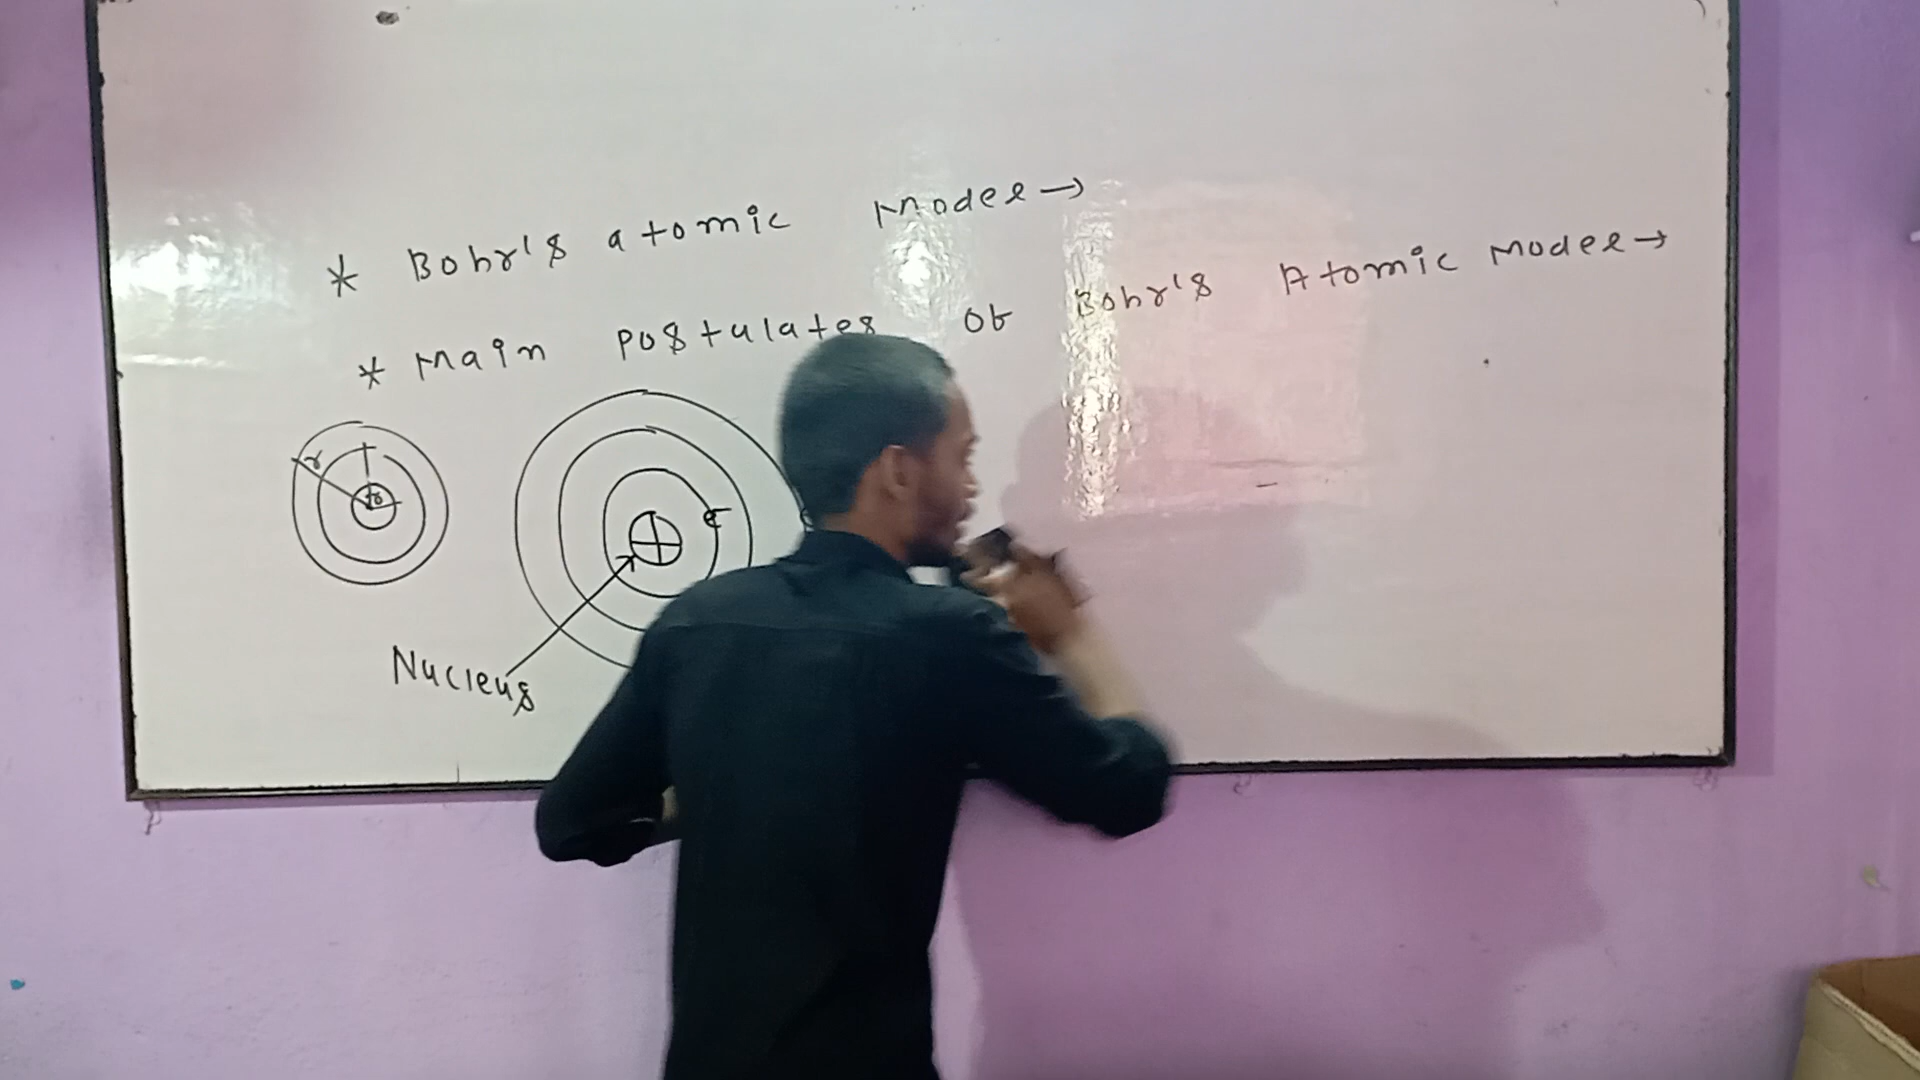 * Bohr's atomic Model →
* Main Postulates of Bohr's Atomic Model →
r
e⁻
Nucleus